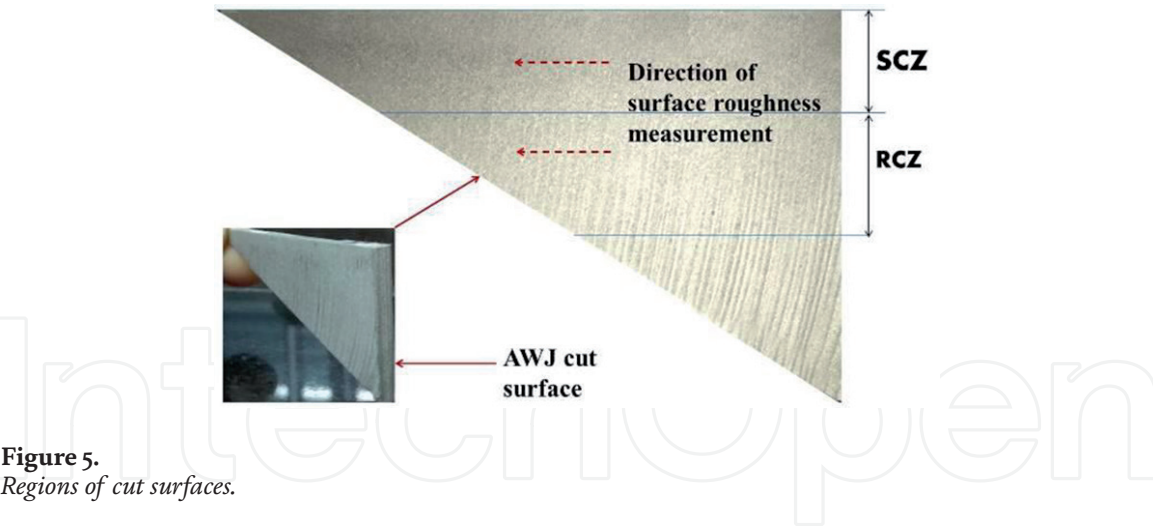 SCZ
Direction of
surface roughness
measurement
RCZ
AWJ cut
surface
IntechOpen
Figure 5.
Regions of cut surfaces.